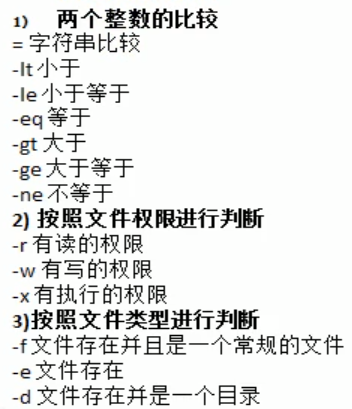 1) 两个整数的比较
= 字符串比较
-lt 小于
-le 小于等于
-eq 等于
-gt 大于
-ge 大于等于
-ne 不等于
2) 按照文件权限进行判断
-r 有读的权限
-w 有写的权限
-x 有执行的权限
3)按照文件类型进行判断
-f 文件存在并且是一个常规的文件
-e 文件存在
-d 文件存在并是一个目录